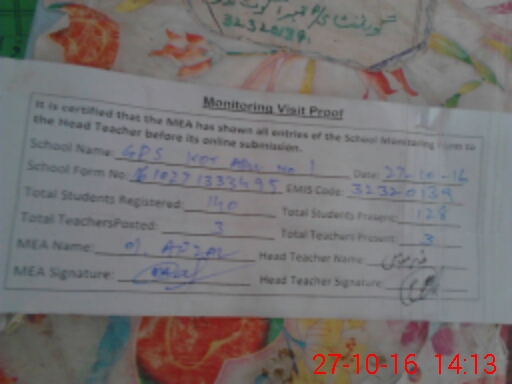 32320139
Monitoring Visit Proof
It is certified that the MEA has shown all entries of the School Monitoring Form to
the Head Teacher before its online submission.
School Name: GPS KOT ADDU No 1 Date: 27-10-16
School Form No: EMIS Code: 32320139
Total Students Registered: 140 Total Students Present: 128
Total TeachersPosted: 3 Total Teachers Present: 3
MEA Name: M. AFZAL Head Teacher Name:
MEA Signature: Head Teacher Signature:
27-10-16 14:13